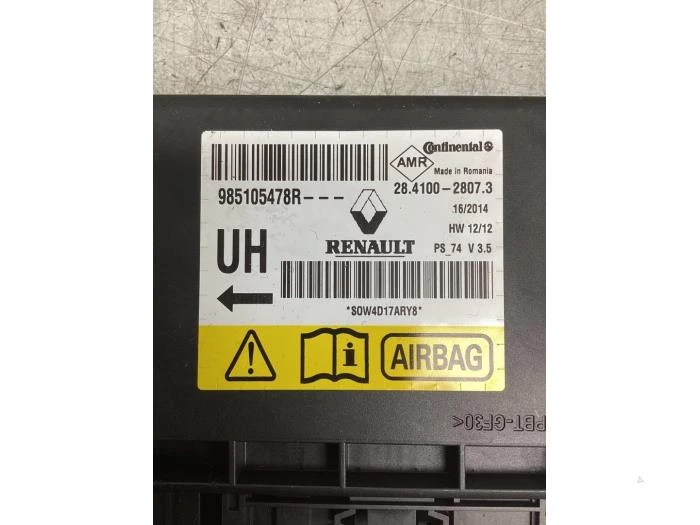 Continental
AMR
Made in Romania
985105478R---
28.4100-2807.3
16/2014
HW 12/12
UH
RENAULT
PS_74 V 3.5
*S0W4D17ARY8*
AIRBAG
PBT-GF30<